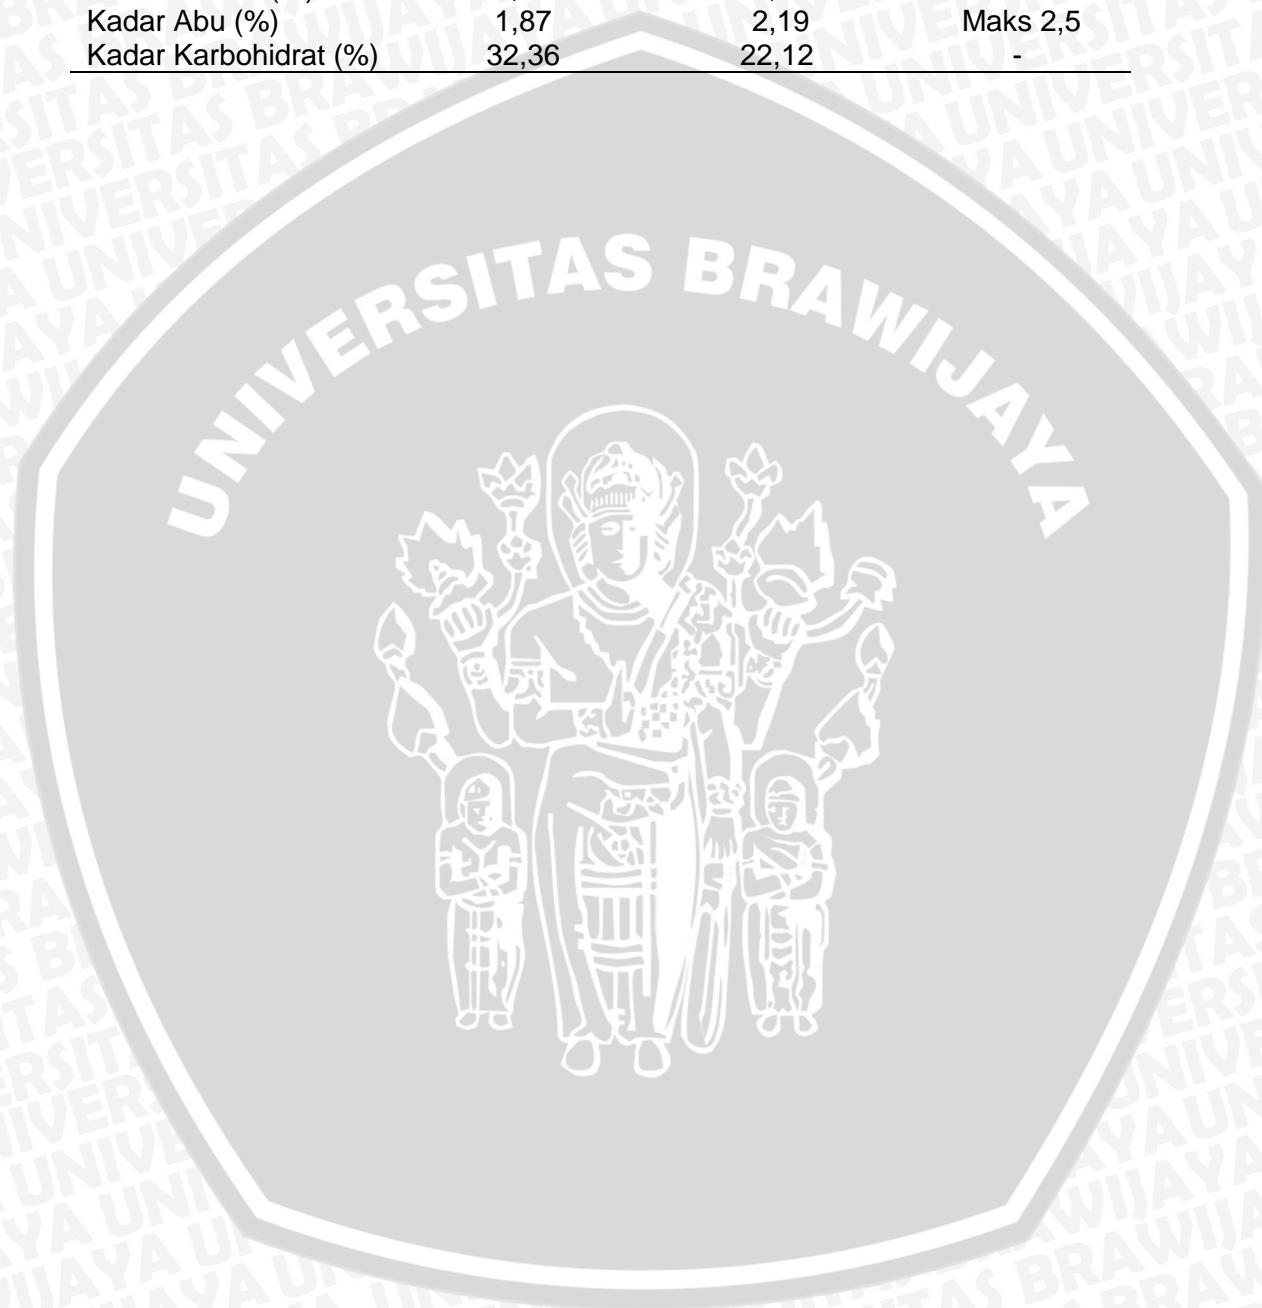 Kadar Abu (%) 1,87 2,19 Maks 2,5
Kadar Karbohidrat (%) 32,36 22,12 -
UNIVERSITAS BRAWIJAYA